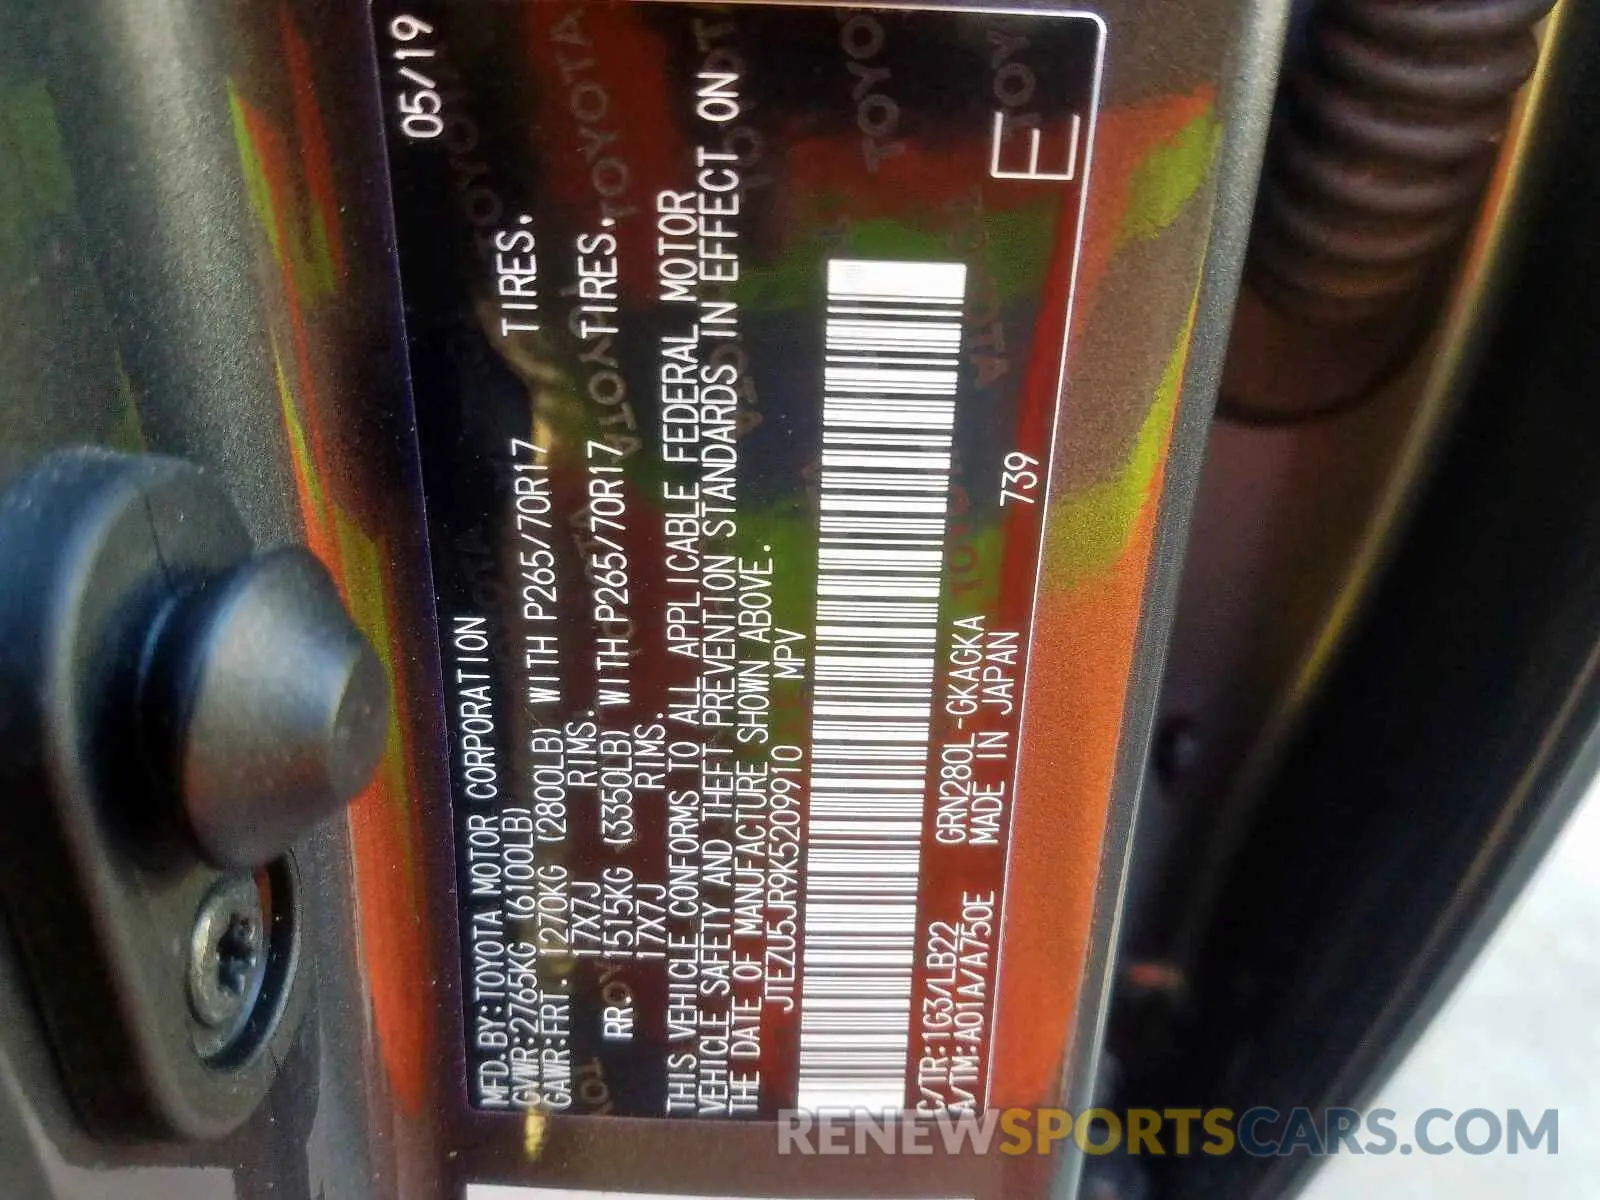 MFD.BY:TOYOTA MOTOR CORPORATION 05/19
GVWR:2765KG (6100LB)
GAWR:FRT. 1270KG (2800LB) WITH P265/70R17 TIRES.
17X7J RIMS.
RR. 1515KG (3350LB) WITH P265/70R17 TIRES.
17X7J RIMS.
THIS VEHICLE CONFORMS TO ALL APPLICABLE FEDERAL MOTOR
VEHICLE SAFETY AND THEFT PREVENTION STANDARDS IN EFFECT ON
THE DATE OF MANUFACTURE SHOWN ABOVE.
JTEZU5JR9K5209910 MPV
C/TR:1G3/LB22 GRN280L-GKAGKA
A/TM:A01A/A750E MADE IN JAPAN 739
E
RENEWSPORTSCARS.COM